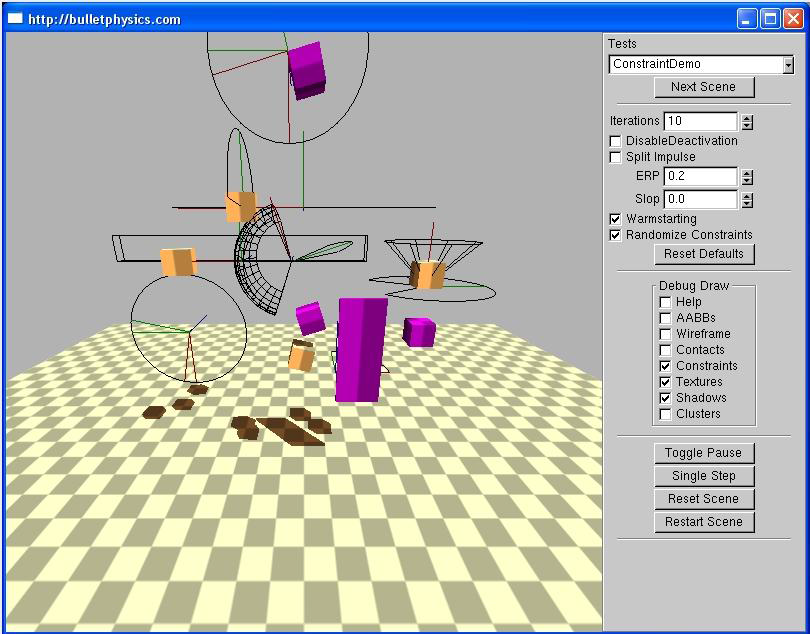 http://bulletphysics.com
Tests
ConstraintDemo
Next Scene
Iterations 10
DisableDeactivation
Split Impulse
ERP 0.2
Slop 0.0
Warmstarting
Randomize Constraints
Reset Defaults
Debug Draw
Help
AABBs
Wireframe
Contacts
Constraints
Textures
Shadows
Clusters
Toggle Pause
Single Step
Reset Scene
Restart Scene